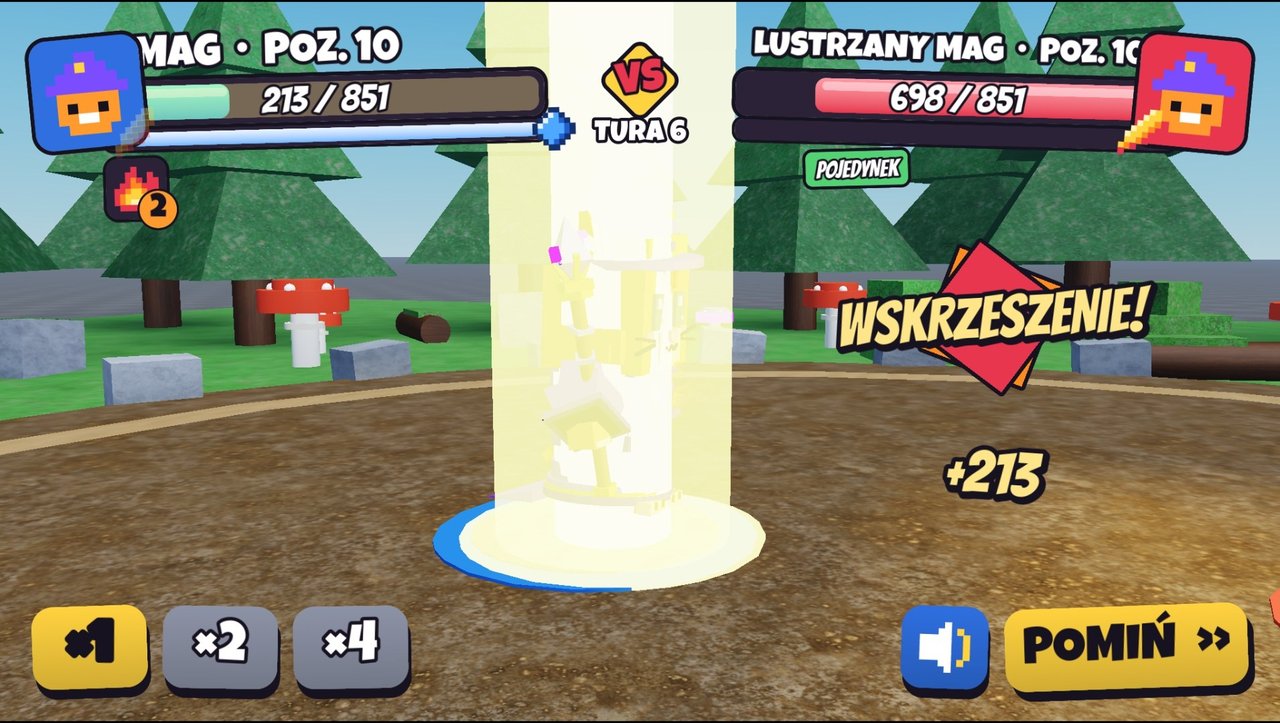 MAG • POZ. 10
213 / 851
2
VS
TURA 6
LUSTRZANY MAG • POZ. 10
698 / 851
POJEDYNEK
WSKRZESZENIE!
+213
×1
×2
×4
POMIŃ >>